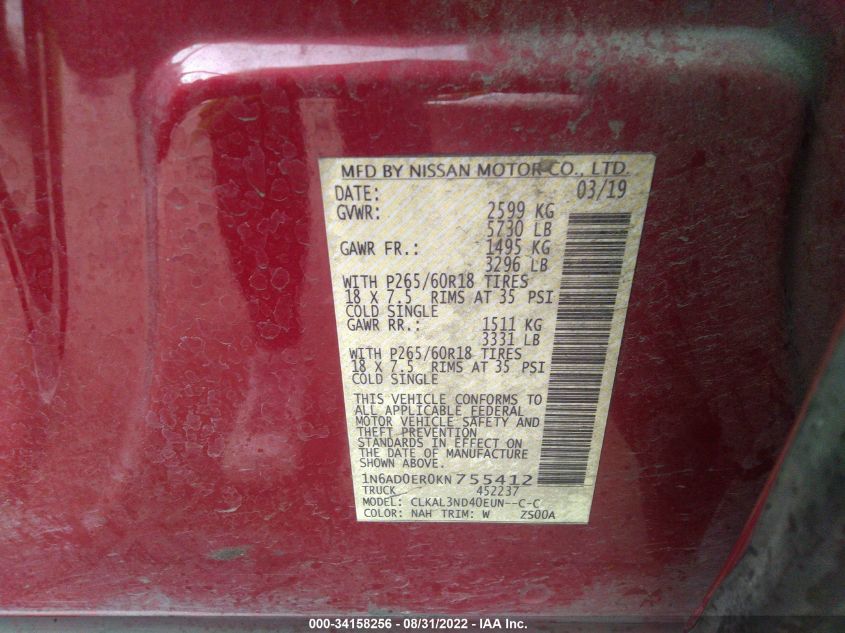 MFD BY NISSAN MOTOR CO., LTD.
DATE: 03/19
GVWR: 2599 KG
5730 LB
GAWR FR.: 1495 KG
3296 LB
WITH P265/60R18 TIRES
18 X 7.5 RIMS AT 35 PSI
COLD SINGLE
GAWR RR.: 1511 KG
3331 LB
WITH P265/60R18 TIRES
18 X 7.5 RIMS AT 35 PSI
COLD SINGLE
THIS VEHICLE CONFORMS TO
ALL APPLICABLE FEDERAL
MOTOR VEHICLE SAFETY AND
THEFT PREVENTION
STANDARDS IN EFFECT ON
THE DATE OF MANUFACTURE
SHOWN ABOVE.
1N6AD0ER0KN755412
TRUCK 452237
MODEL: CLKAL3ND40EUN--C-C
COLOR: NAH TRIM: W ZS00A
000-34158256 - 08/31/2022 - IAA Inc.